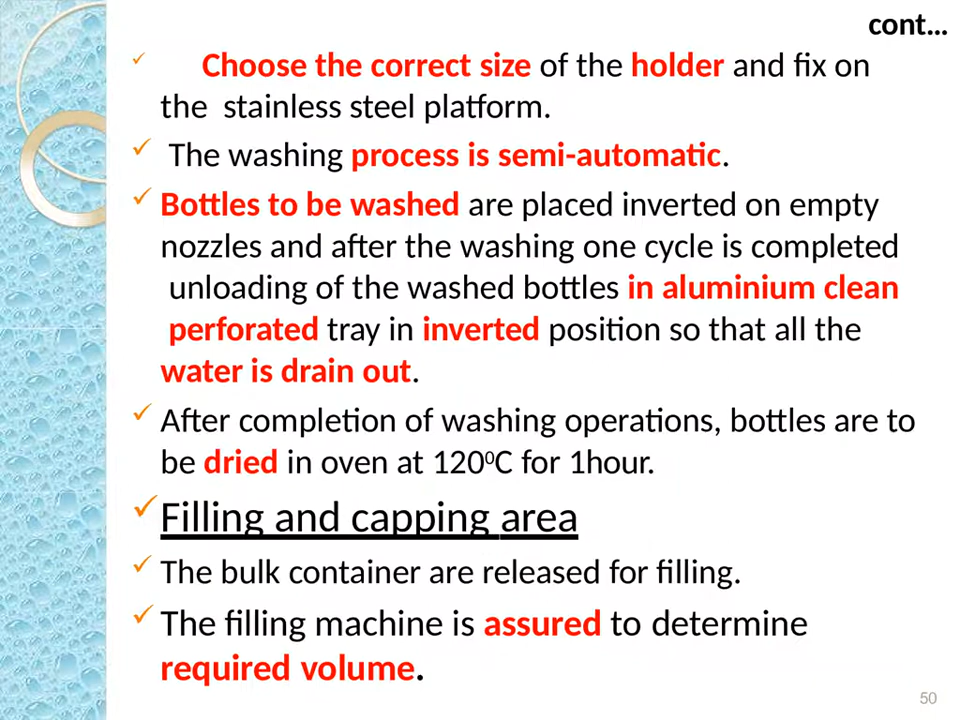 cont…
✓ Choose the correct size of the holder and fix on
the stainless steel platform.
✓ The washing process is semi-automatic.
✓ Bottles to be washed are placed inverted on empty
nozzles and after the washing one cycle is completed
unloading of the washed bottles in aluminium clean
perforated tray in inverted position so that all the
water is drain out.
✓ After completion of washing operations, bottles are to
be dried in oven at 120⁰C for 1hour.
✓ Filling and capping area
✓ The bulk container are released for filling.
✓ The filling machine is assured to determine
required volume.
50